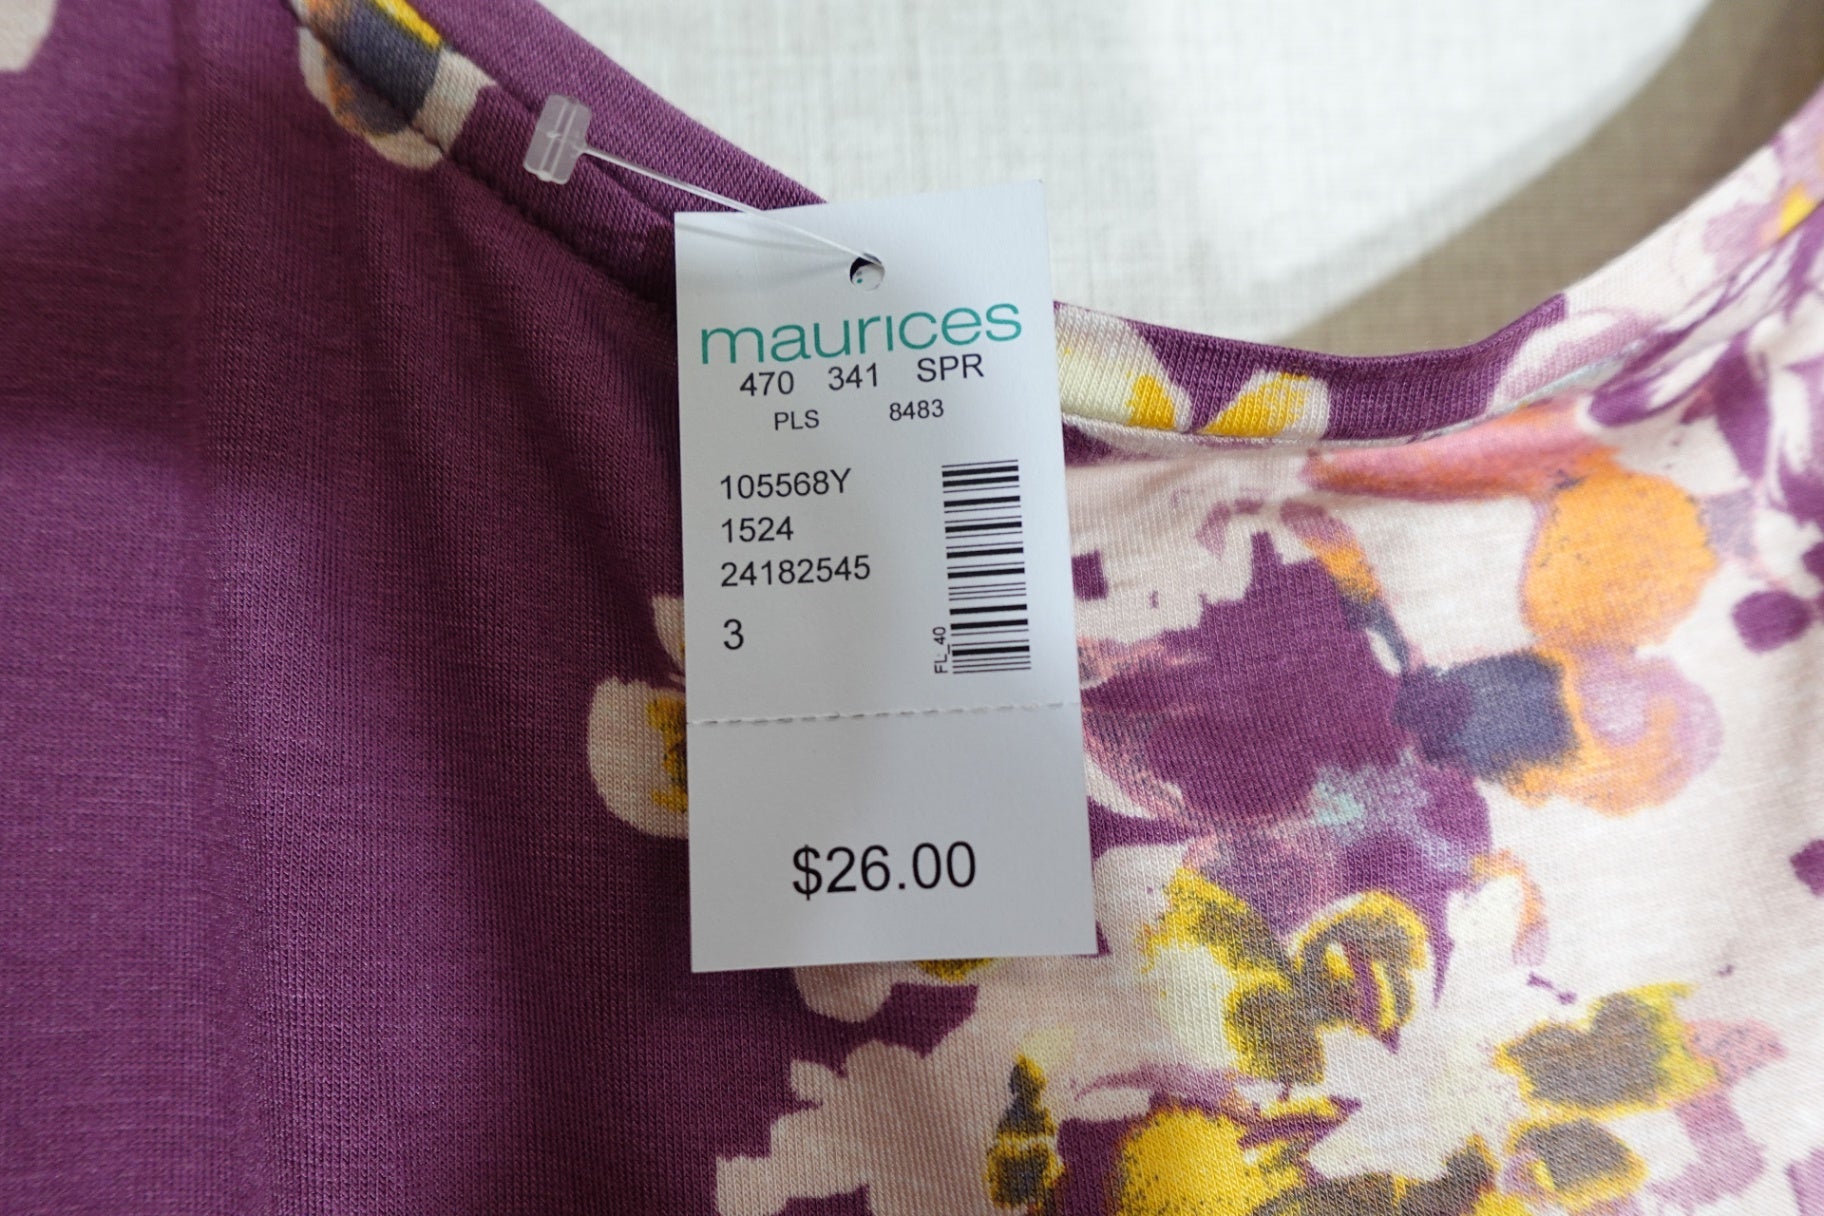 maurices
470 341 SPR
PLS 8483
105568Y
1524
24182545
3
FL_40
$26.00